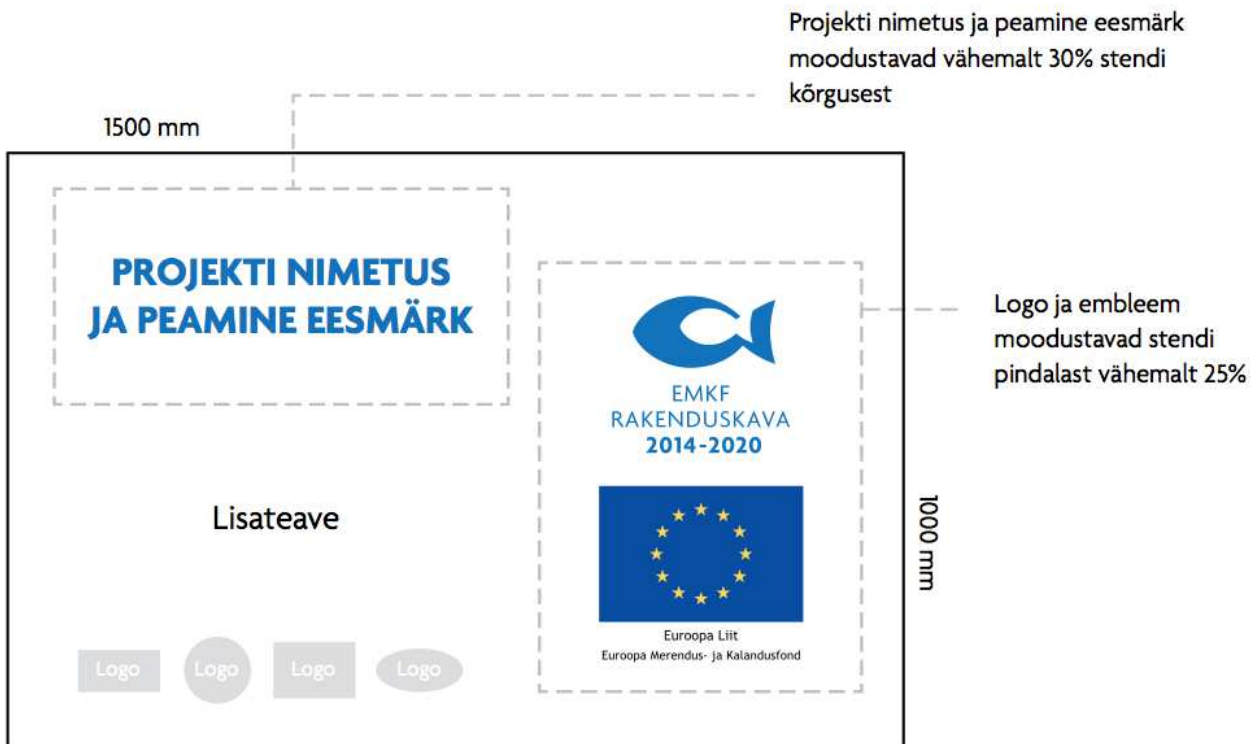 Projekti nimetus ja peamine eesmärk
moodustavad vähemalt 30% stendi
kõrgusest
1500 mm
PROJEKTI NIMETUS
JA PEAMINE EESMÄRK
Logo ja embleem
moodustavad stendi
pindalast vähemalt 25%
EMKF
RAKENDUSKAVA
2014-2020
Lisateave
1000 mm
Euroopa Liit
Euroopa Merendus- ja Kalandusfond
Logo Logo Logo Logo